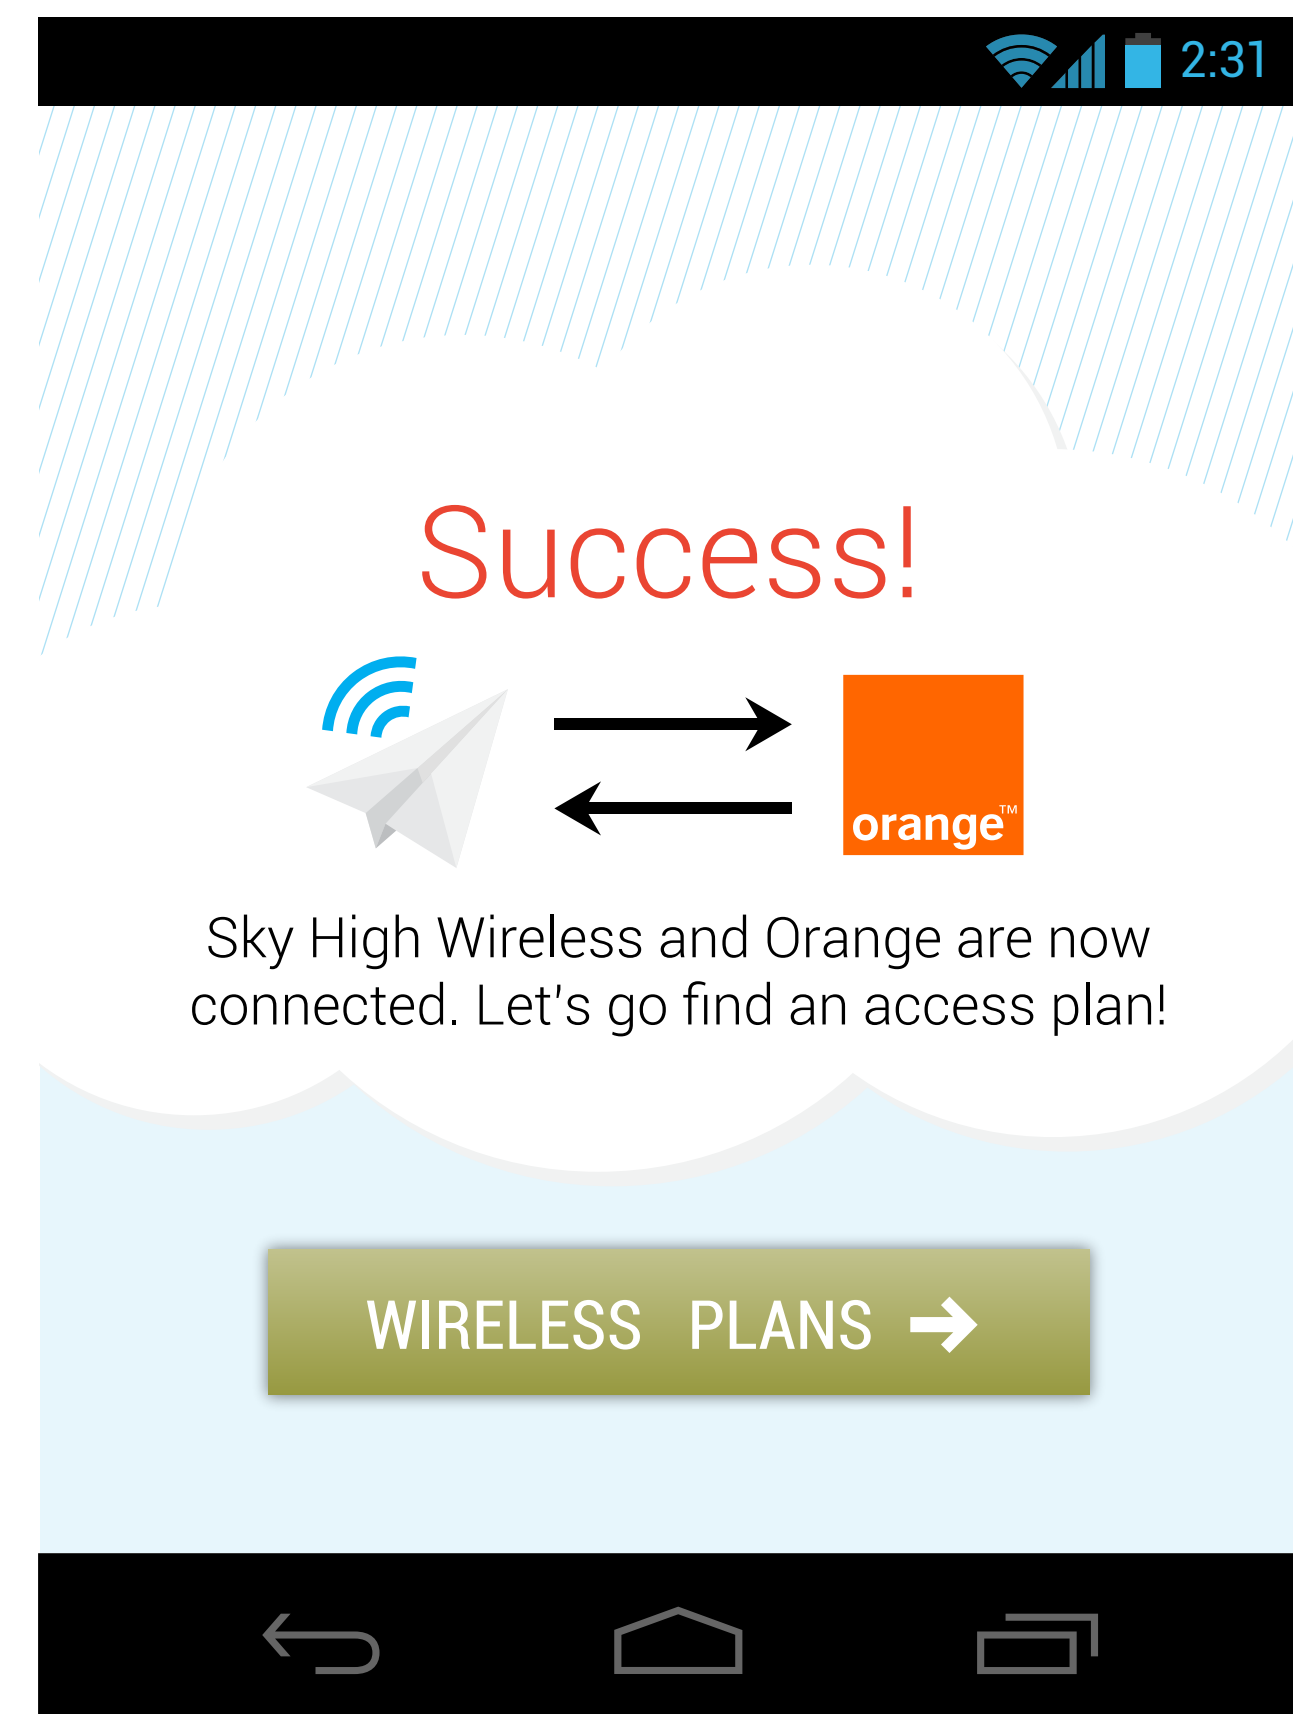 2:31
Success!
orange™
Sky High Wireless and Orange are now
connected. Let's go find an access plan!
WIRELESS PLANS